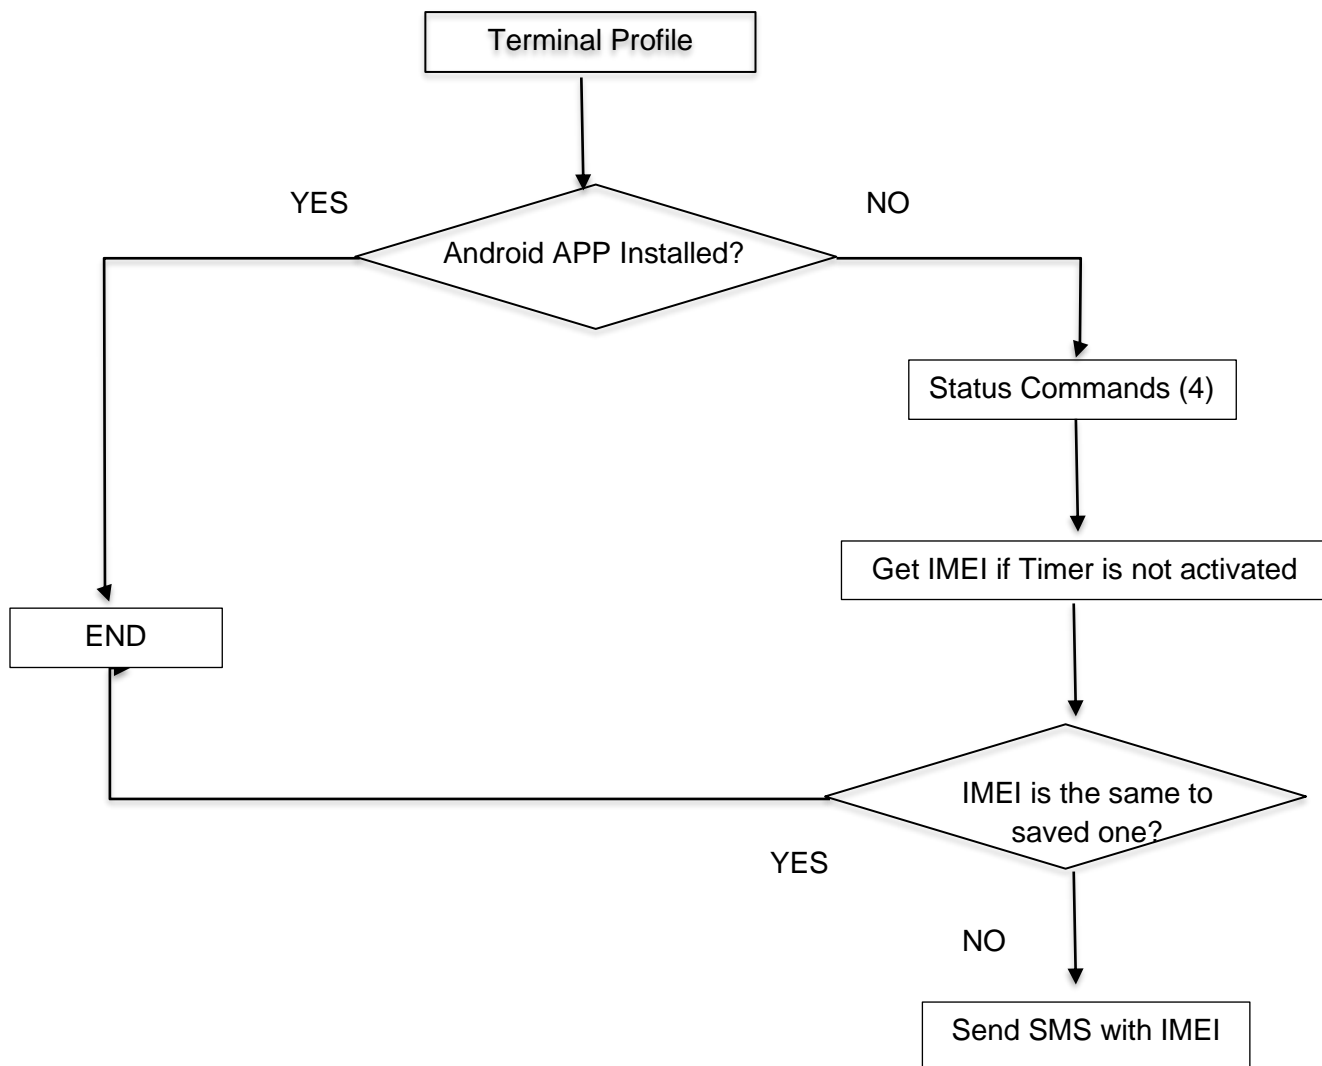 Terminal Profile
YES
NO
Android APP Installed?
Status Commands (4)
Get IMEI if Timer is not activated
END
IMEI is the same to
saved one?
YES
NO
Send SMS with IMEI